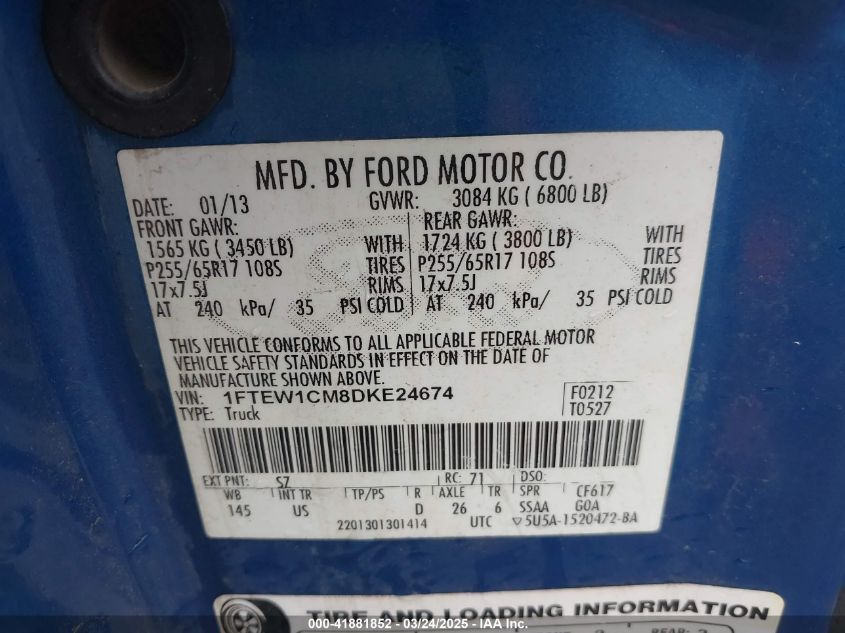 MFD. BY FORD MOTOR CO.
DATE: 01/13 GVWR: 3084 KG ( 6800 LB)
FRONT GAWR: REAR GAWR:
1565 KG ( 3450 LB) WITH 1724 KG ( 3800 LB) WITH
P255/65R17 108S TIRES P255/65R17 108S TIRES
17x7.5J RIMS 17x7.5J RIMS
AT 240 kPa/ 35 PSI COLD AT 240 kPa/ 35 PSI COLD
THIS VEHICLE CONFORMS TO ALL APPLICABLE FEDERAL MOTOR
VEHICLE SAFETY STANDARDS IN EFFECT ON THE DATE OF
MANUFACTURE SHOWN ABOVE.
VIN: 1FTEW1CM8DKE24674 F0212
TYPE: Truck T0527
EXT PNT: SZ RC: 71 DSO:
WB INT TR TP/PS R AXLE TR SPR CF617
145 US D 26 6 SSAA GOA
2201301301414 UTC ▽5U5A-1520472-BA
TIRE AND LOADING INFORMATION
000-41881852 - 03/24/2025 - IAA Inc.